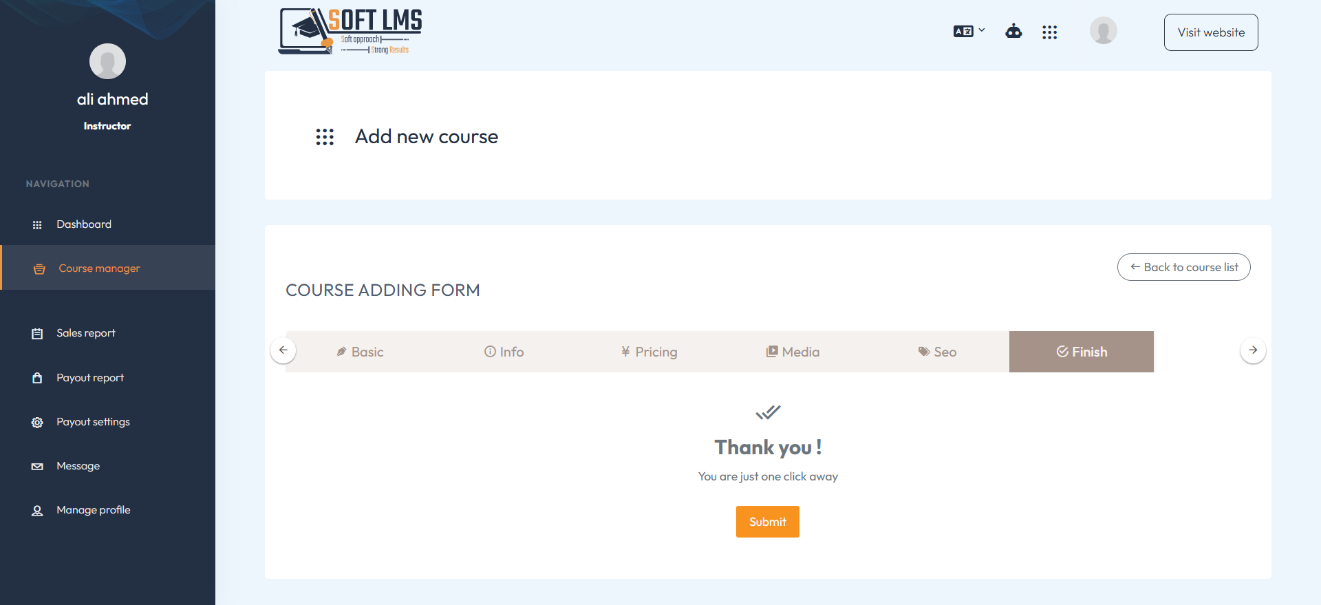 ali ahmed
Instructor
NAVIGATION
Dashboard
Course manager
Sales report
Payout report
Payout settings
Message
Manage profile
SOFT LMS
Soft approach
Strong Results
Visit website
Add new course
← Back to course list
COURSE ADDING FORM
Basic Info ¥ Pricing Media Seo Finish
Thank you !
You are just one click away
Submit